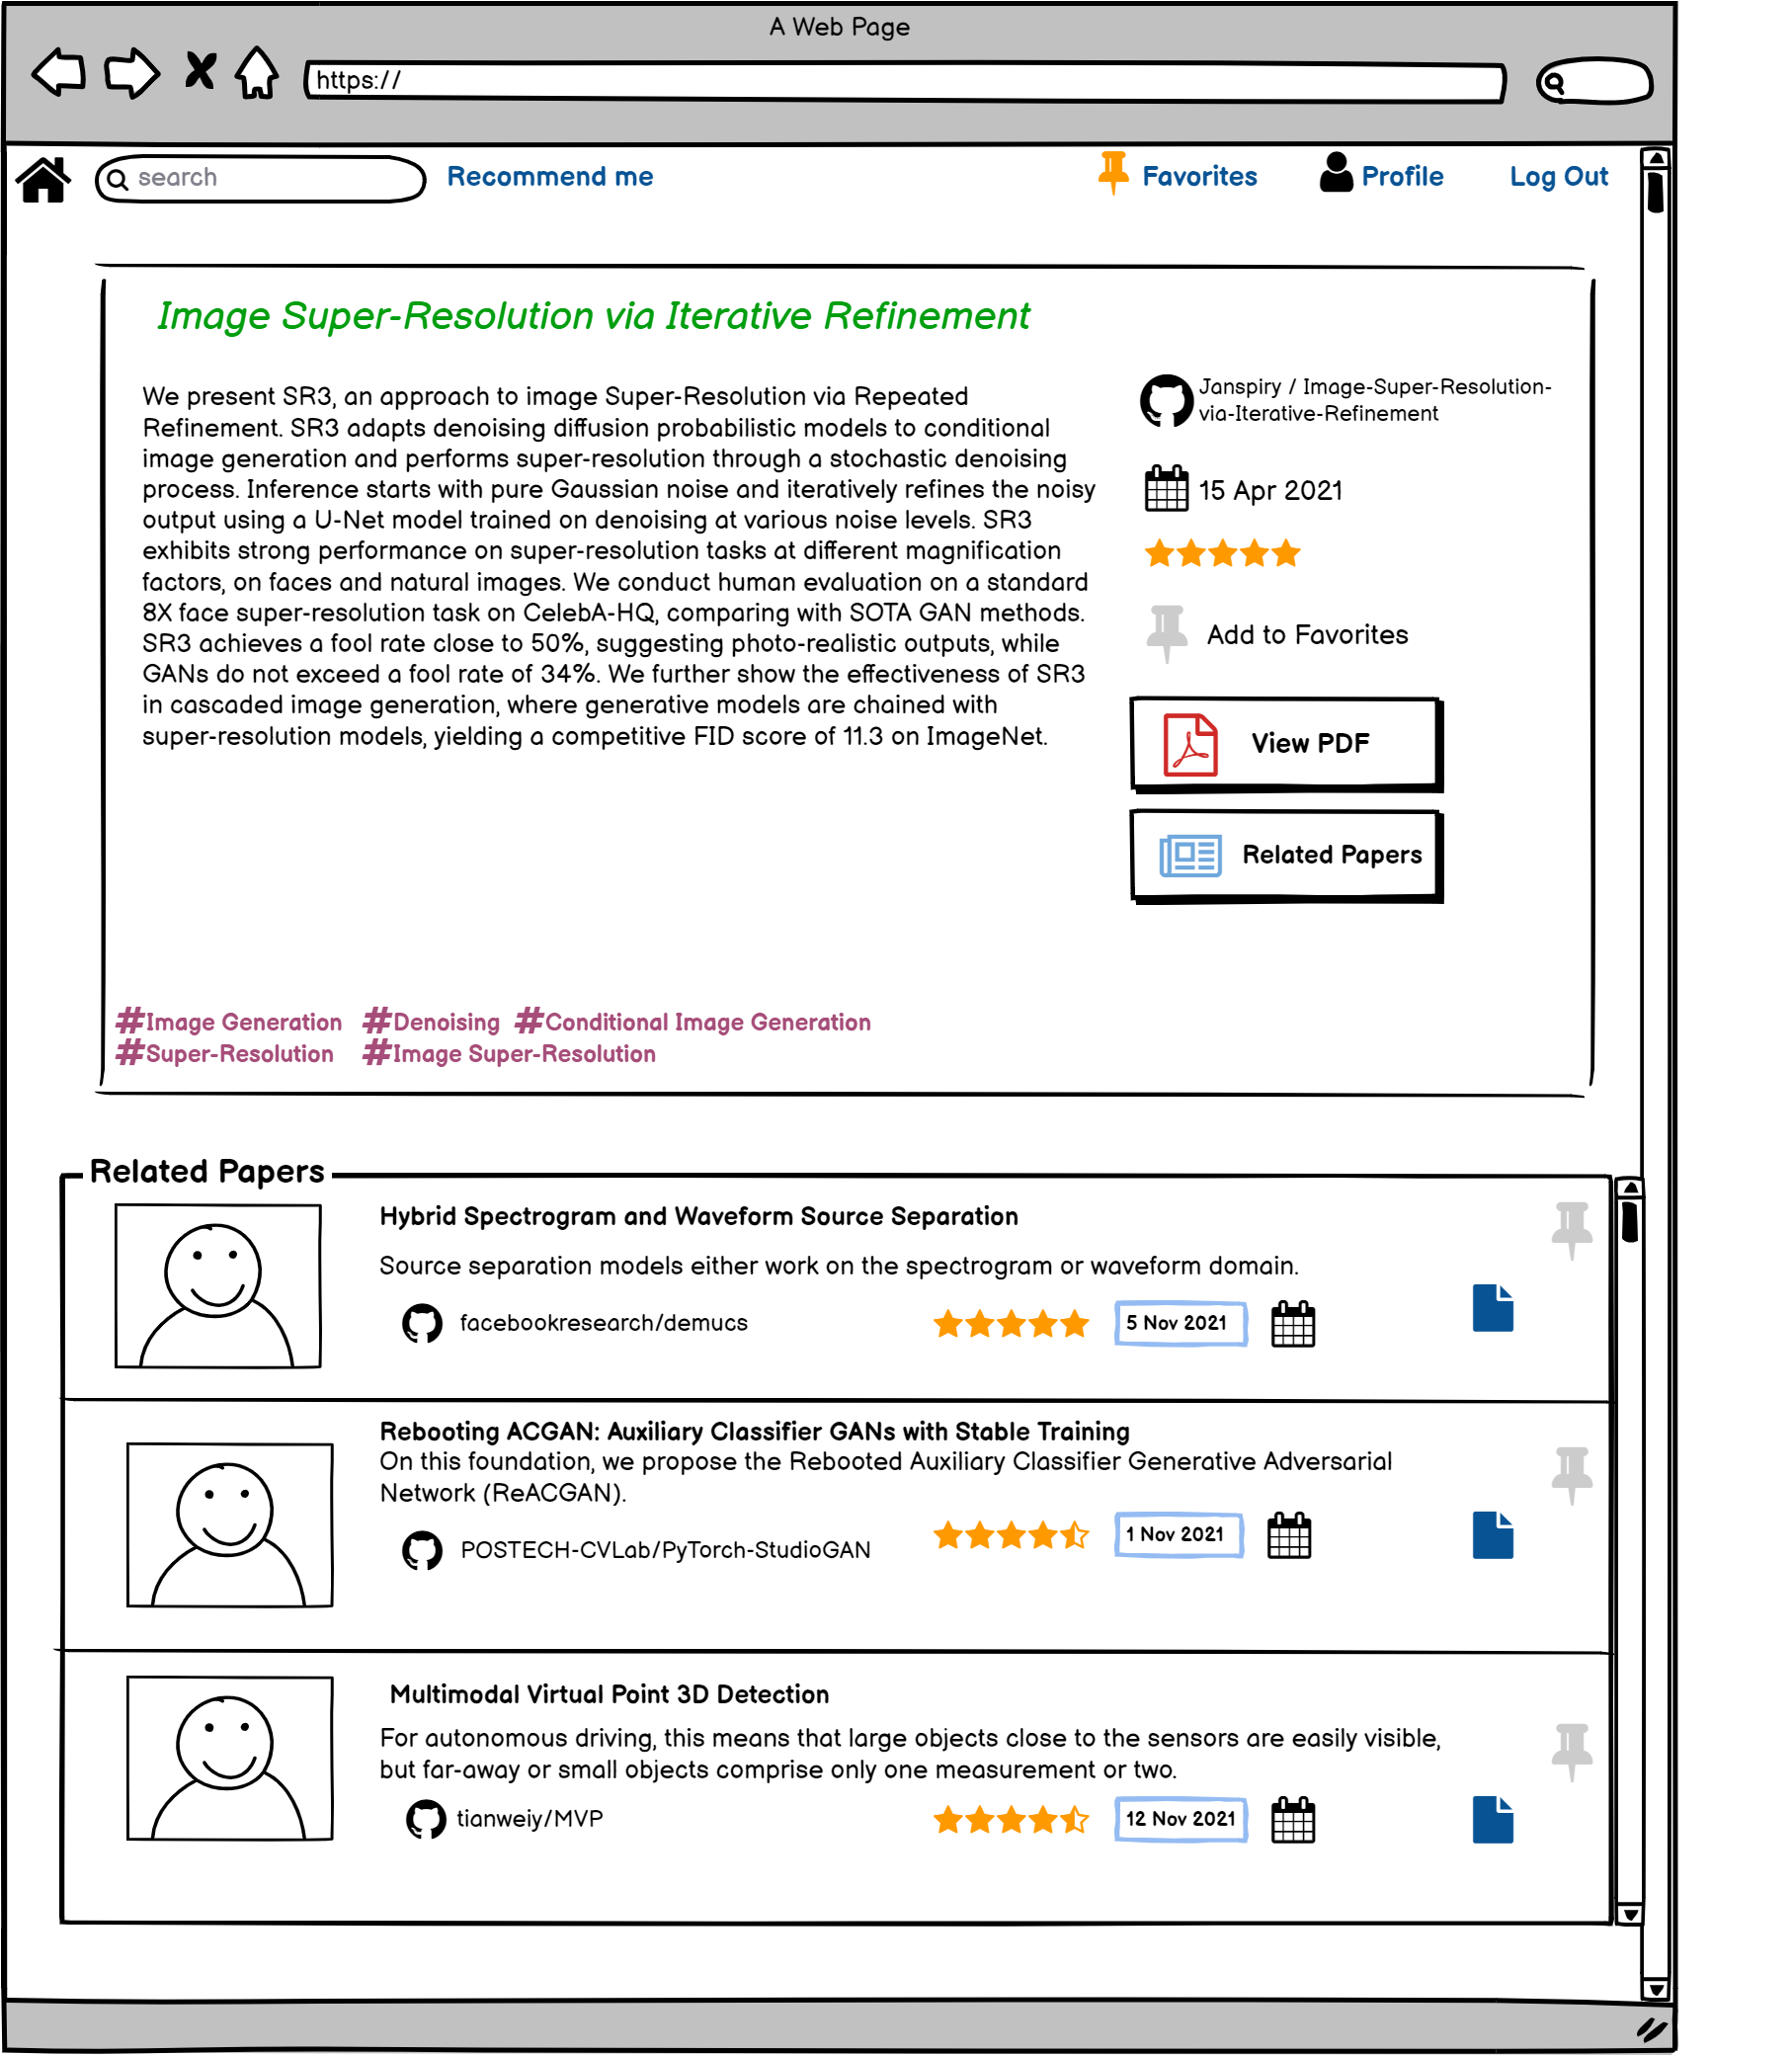 A Web Page
https://
search
Recommend me
Favorites
Profile
Log Out
Image Super-Resolution via Iterative Refinement
We present SR3, an approach to image Super-Resolution via Repeated
Refinement. SR3 adapts denoising diffusion probabilistic models to conditional
image generation and performs super-resolution through a stochastic denoising
process. Inference starts with pure Gaussian noise and iteratively refines the noisy
output using a U-Net model trained on denoising at various noise levels. SR3
exhibits strong performance on super-resolution tasks at different magnification
factors, on faces and natural images. We conduct human evaluation on a standard
8X face super-resolution task on CelebA-HQ, comparing with SOTA GAN methods.
SR3 achieves a fool rate close to 50%, suggesting photo-realistic outputs, while
GANs do not exceed a fool rate of 34%. We further show the effectiveness of SR3
in cascaded image generation, where generative models are chained with
super-resolution models, yielding a competitive FID score of 11.3 on ImageNet.
Janspiry / Image-Super-Resolution-
via-Iterative-Refinement
15 Apr 2021
Add to Favorites
View PDF
Related Papers
#Image Generation #Denoising #Conditional Image Generation
#Super-Resolution #Image Super-Resolution
Related Papers
Hybrid Spectrogram and Waveform Source Separation
Source separation models either work on the spectrogram or waveform domain.
facebookresearch/demucs
5 Nov 2021
Rebooting ACGAN: Auxiliary Classifier GANs with Stable Training
On this foundation, we propose the Rebooted Auxiliary Classifier Generative Adversarial
Network (ReACGAN).
POSTECH-CVLab/PyTorch-StudioGAN
1 Nov 2021
Multimodal Virtual Point 3D Detection
For autonomous driving, this means that large objects close to the sensors are easily visible,
but far-away or small objects comprise only one measurement or two.
tianweiy/MVP
12 Nov 2021